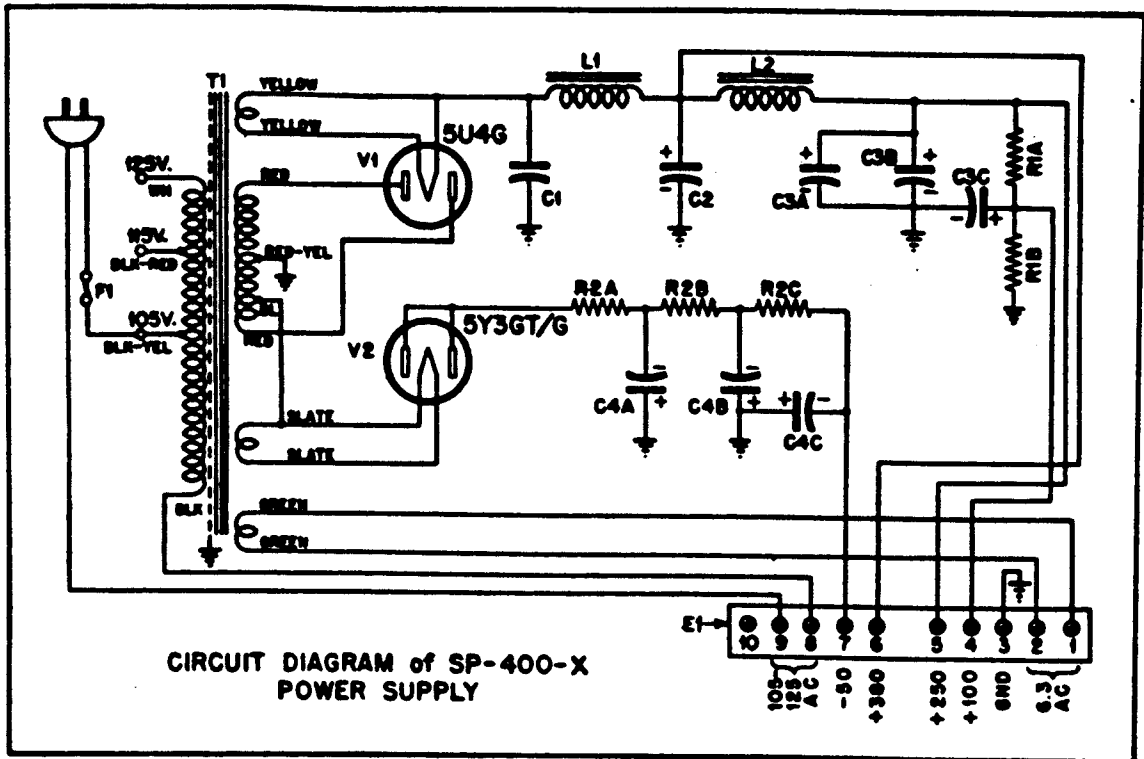 T1
YELLOW
YELLOW
5U4G
V1
L1
L2
C1
C2
C3A
C3B
C3C
R1A
R1B
125V.
WH
115V.
BLK-RED
F1
105V.
BLK-YEL
RED
RED-YEL
BL
RED
5Y3GT/G
V2
R2A
R2B
R2C
C4A
C4B
C4C
SLATE
SLATE
BLK
GREEN
GREEN
E1
10
9
8
7
6
5
4
3
2
1
105
125
AC
-50
+380
+250
+100
GND
6.3
AC
CIRCUIT DIAGRAM of SP-400-X
POWER SUPPLY